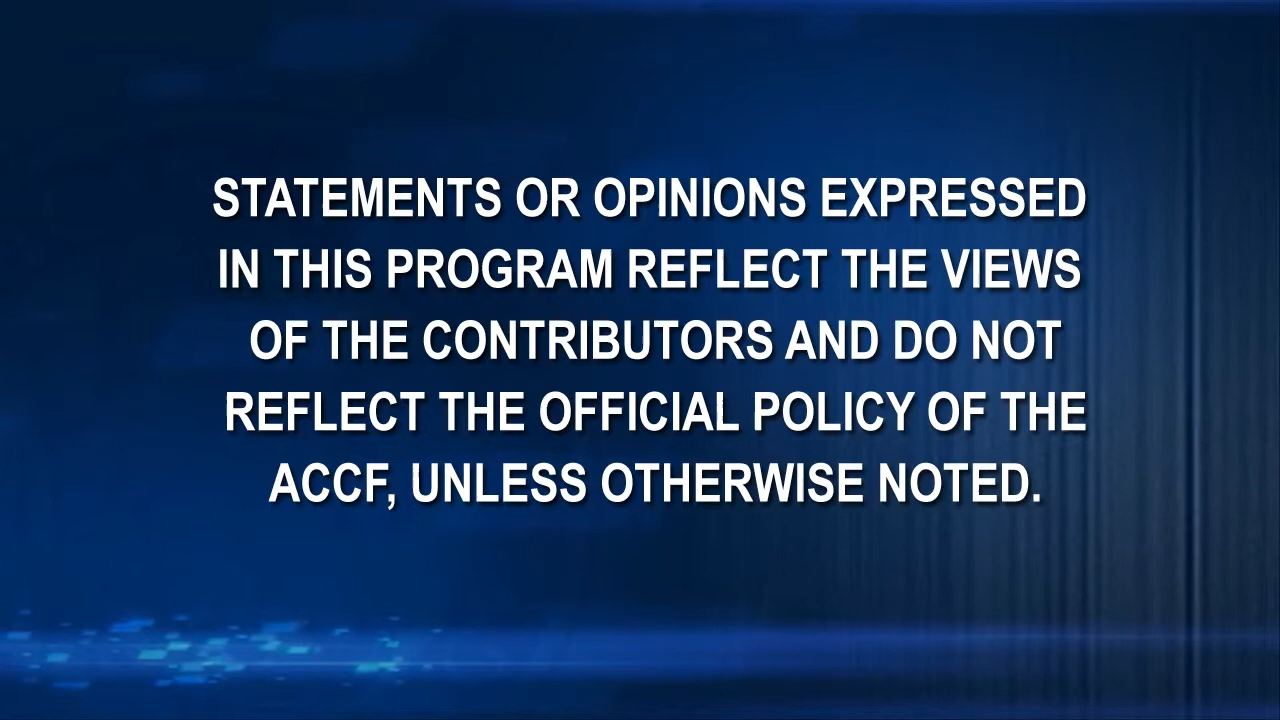 STATEMENTS OR OPINIONS EXPRESSED
IN THIS PROGRAM REFLECT THE VIEWS
OF THE CONTRIBUTORS AND DO NOT
REFLECT THE OFFICIAL POLICY OF THE
ACCF, UNLESS OTHERWISE NOTED.